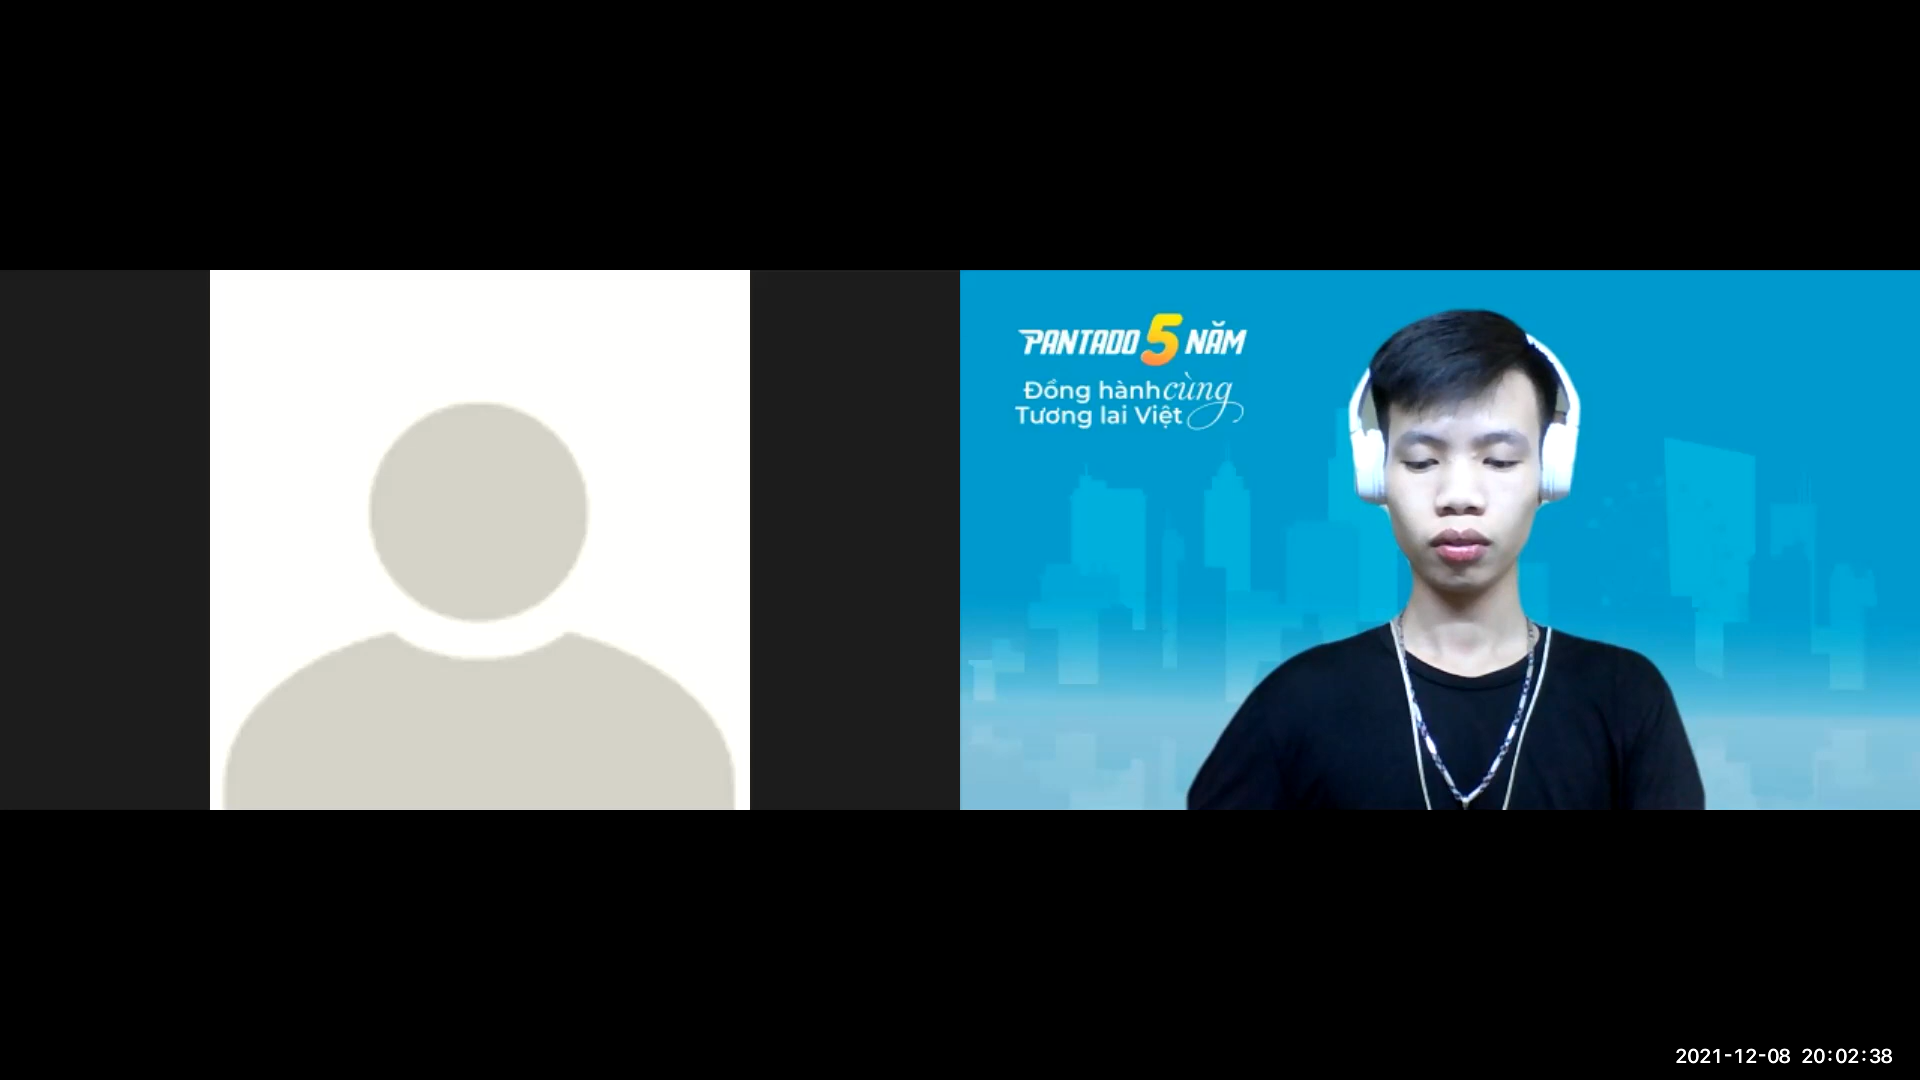 PANTADO 5 NĂM
Đồng hành cùng
Tương lai Việt
2021-12-08 20:02:38